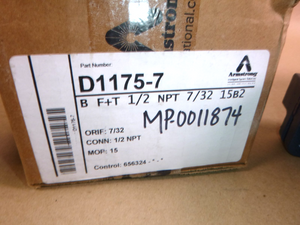 Armstrong
Part Number
Armstrong
D1175-7
B F+T 1/2 NPT 7/32 15B2
MP0011874
ORIF: 7/32
CONN: 1/2 NPT
MOP: 15
Control: 656324 - * - *